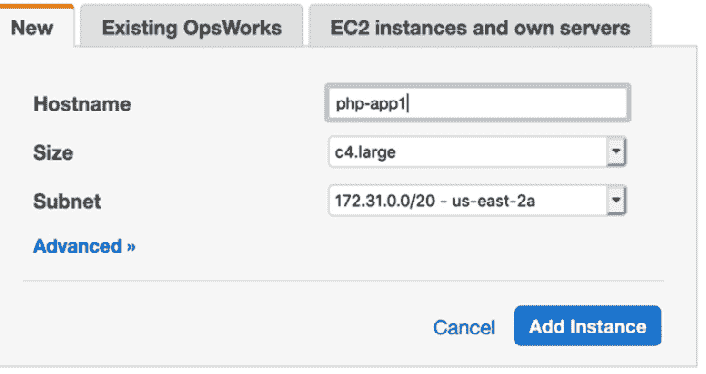 New Existing OpsWorks EC2 instances and own servers
Hostname php-app1
Size c4.large
Subnet 172.31.0.0/20 - us-east-2a
Advanced »
Cancel Add Instance